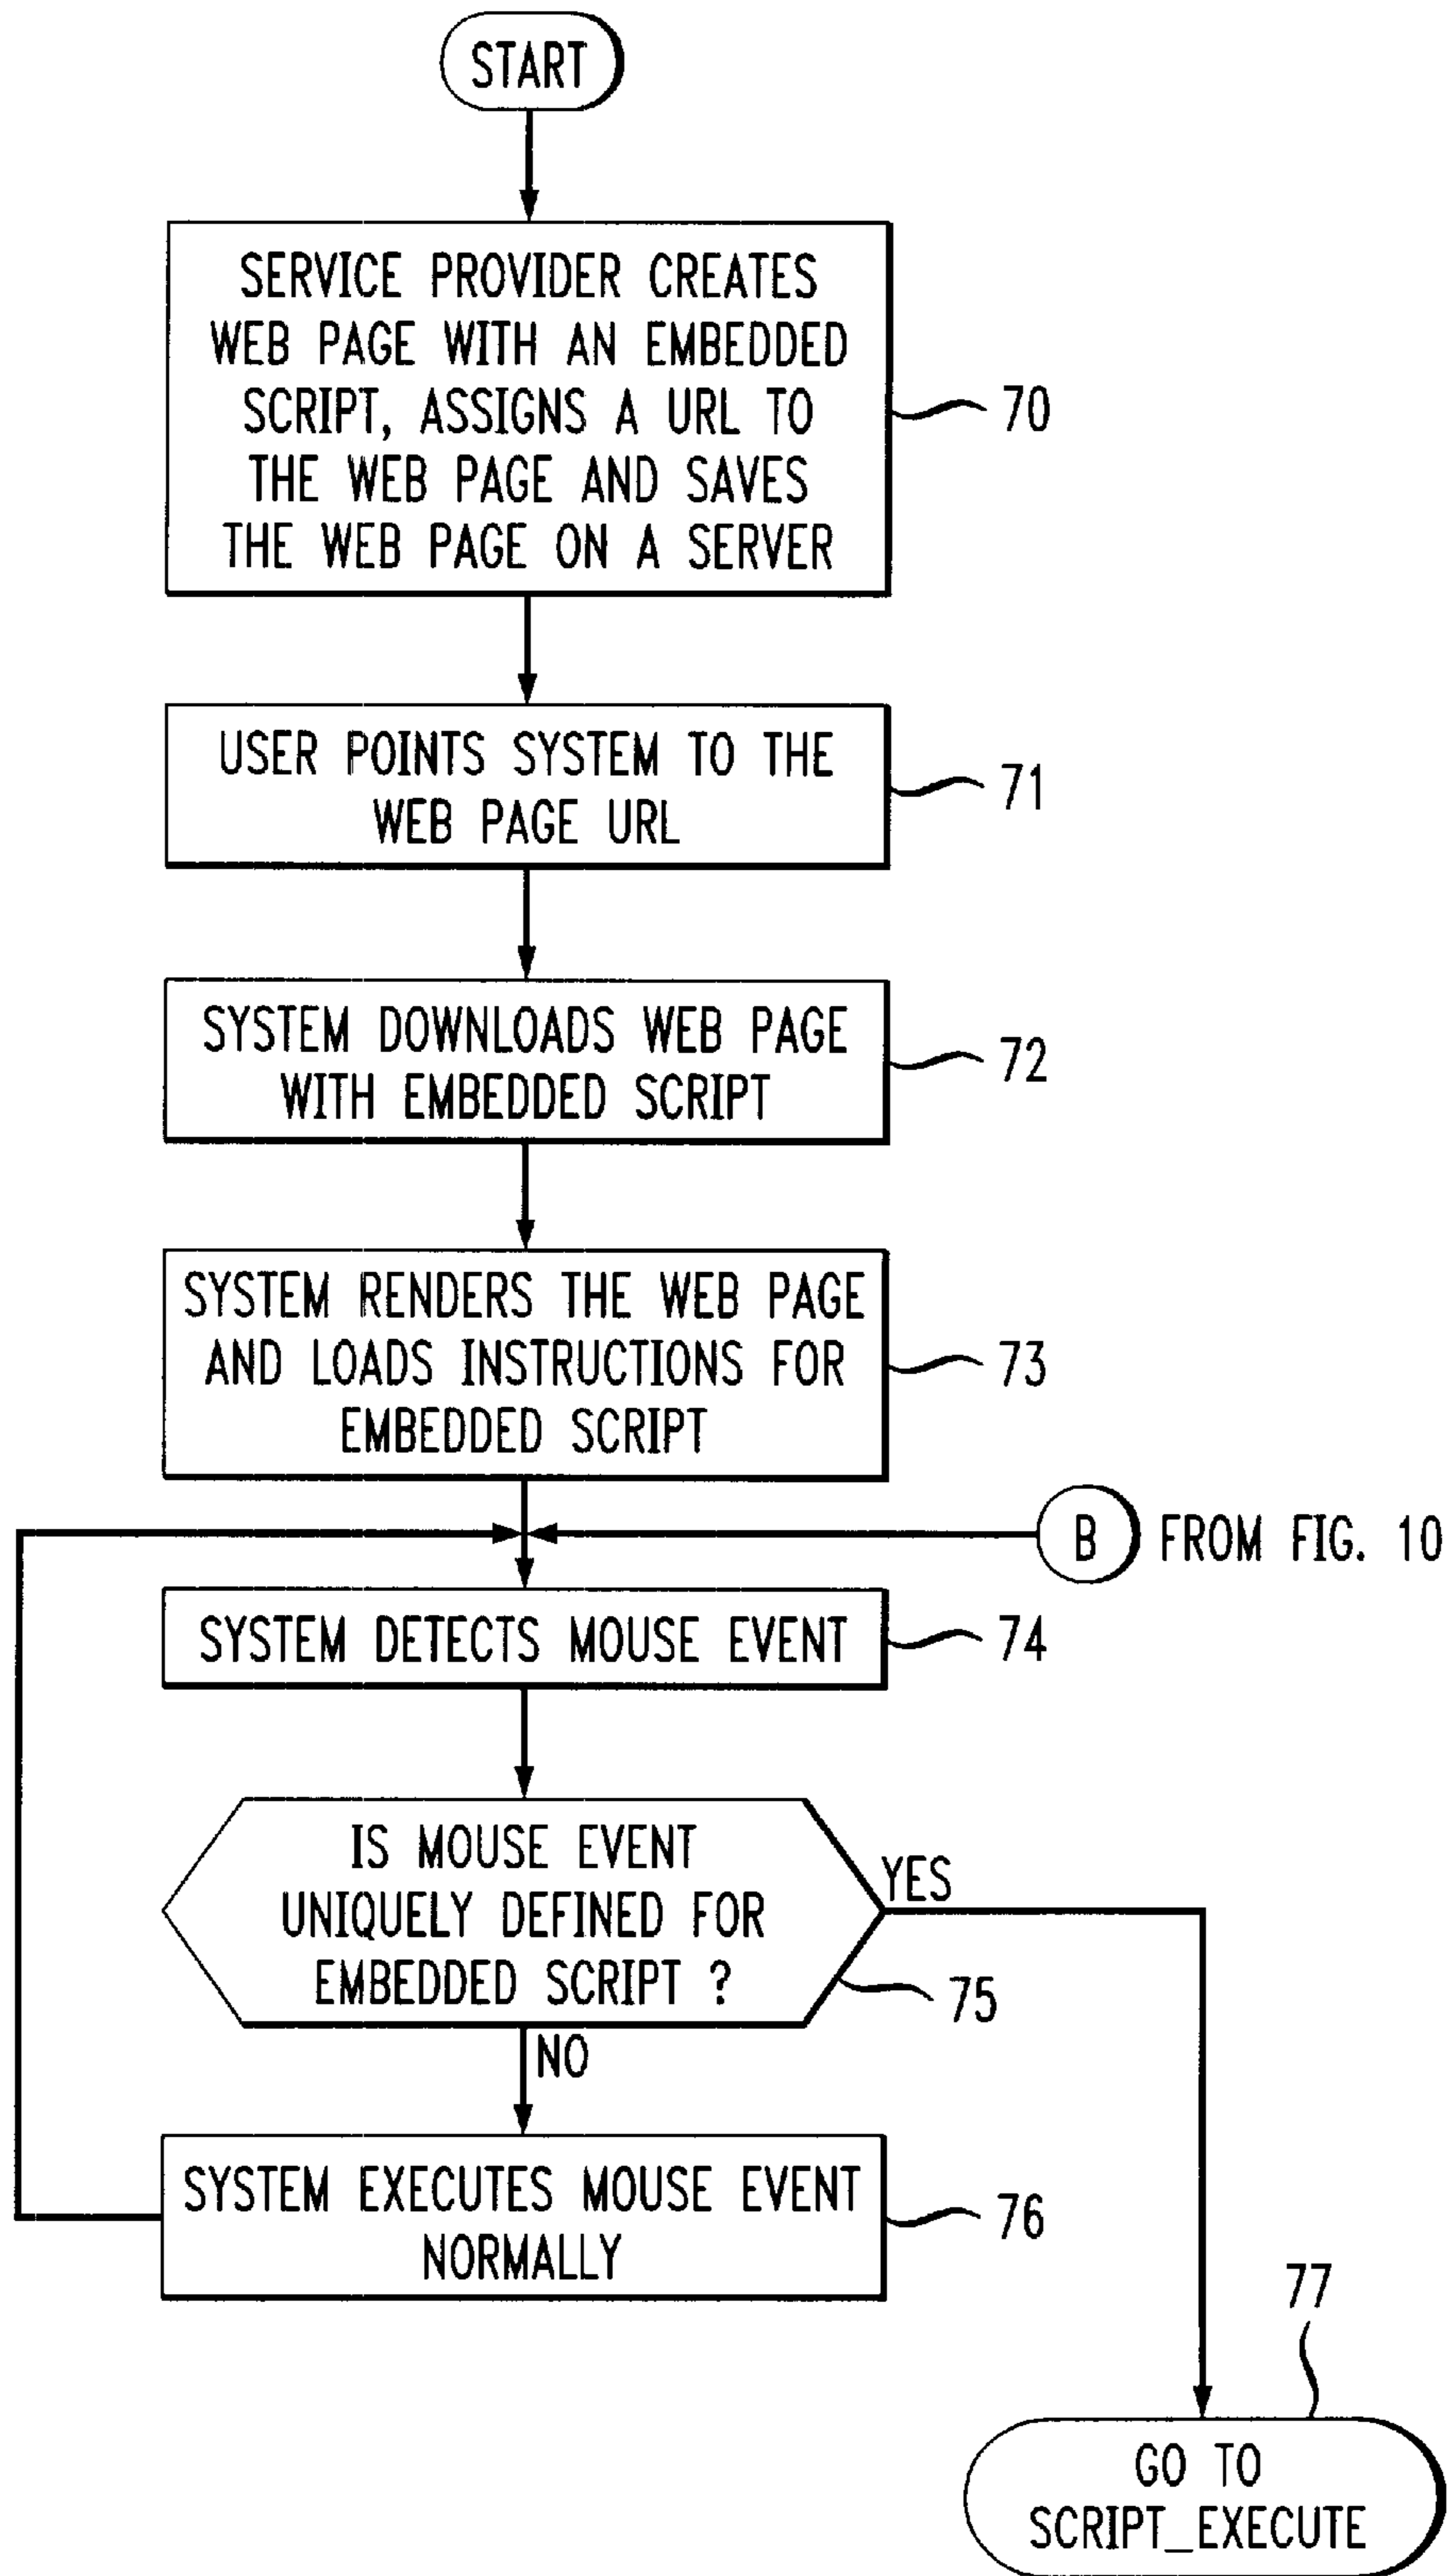 START
SERVICE PROVIDER CREATES
WEB PAGE WITH AN EMBEDDED
SCRIPT, ASSIGNS A URL TO
THE WEB PAGE AND SAVES
THE WEB PAGE ON A SERVER
70
USER POINTS SYSTEM TO THE
WEB PAGE URL
71
SYSTEM DOWNLOADS WEB PAGE
WITH EMBEDDED SCRIPT
72
SYSTEM RENDERS THE WEB PAGE
AND LOADS INSTRUCTIONS FOR
EMBEDDED SCRIPT
73
B FROM FIG. 10
SYSTEM DETECTS MOUSE EVENT
74
IS MOUSE EVENT
UNIQUELY DEFINED FOR
EMBEDDED SCRIPT ?
YES
75
NO
SYSTEM EXECUTES MOUSE EVENT
NORMALLY
76
77
GO TO
SCRIPT_EXECUTE